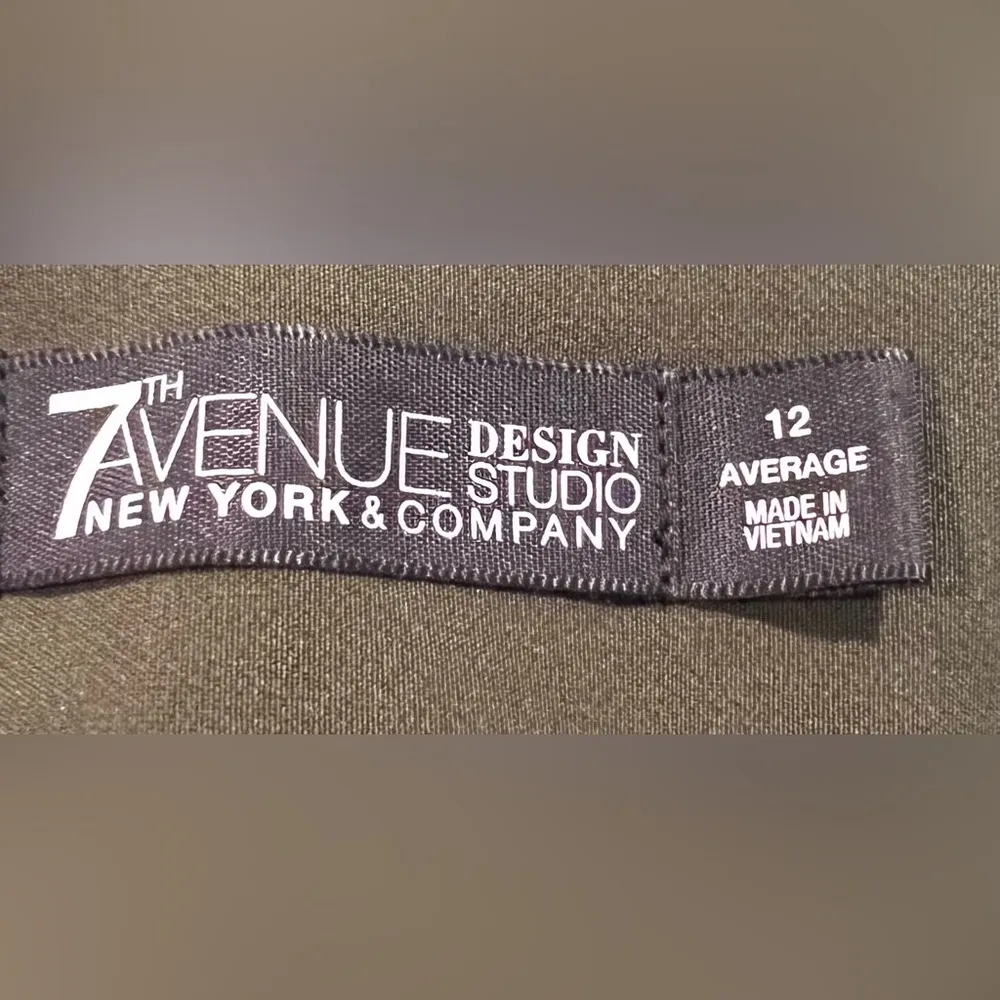 7TH AVENUE DESIGN STUDIO
NEW YORK & COMPANY
12
AVERAGE
MADE IN
VIETNAM